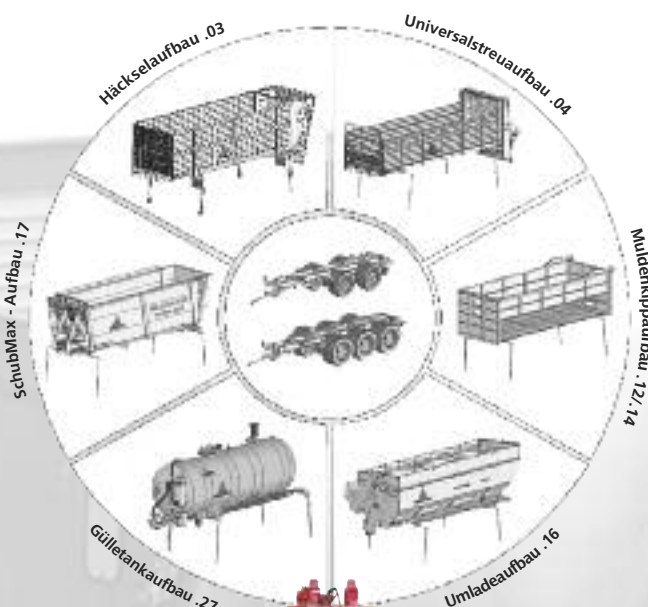 Häckselaufbau .03
Universalstreuaufbau .04
Muldenkippaufbau .12/.14
Umladeaufbau .16
Gülletankaufbau .27
SchubMax - Aufbau .17